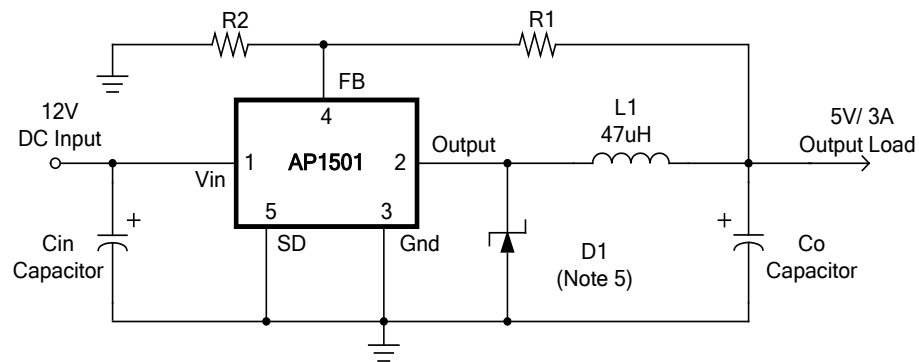 R2
R1
FB
12V
DC Input
4
L1
47uH
5V/ 3A
Output Load
Output
1
AP1501
2
Vin
5
3
SD
Gnd
+
Cin
Capacitor
D1
(Note 5)
+
Co
Capacitor